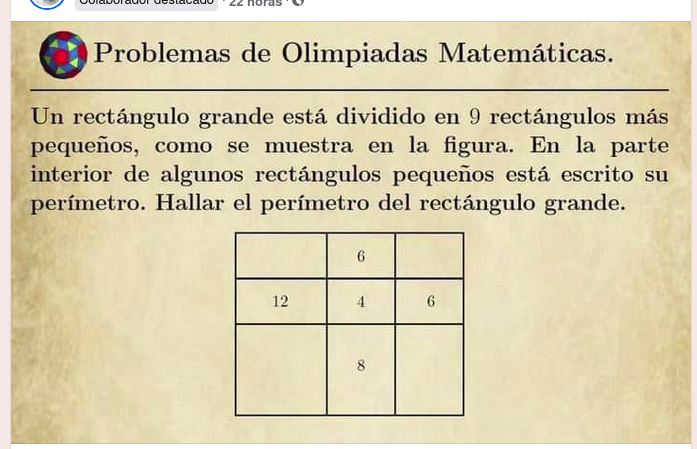 Colaborador destacado · 22 horas ·
Problemas de Olimpiadas Matemáticas.
Un rectángulo grande está dividido en 9 rectángulos más
pequeños, como se muestra en la figura. En la parte
interior de algunos rectángulos pequeños está escrito su
perímetro. Hallar el perímetro del rectángulo grande.
6
12 4 6
8